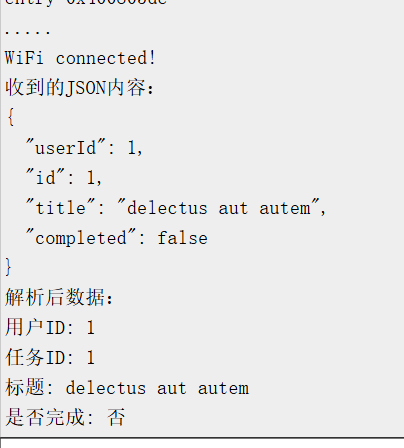 .....
WiFi connected!
收到的JSON内容:
{
  "userId": 1,
  "id": 1,
  "title": "delectus aut autem",
  "completed": false
}
解析后数据:
用户ID: 1
任务ID: 1
标题: delectus aut autem
是否完成: 否